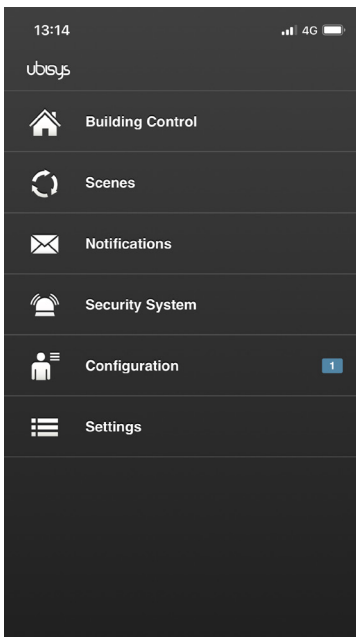 13:14
4G
ubisys
Building Control
Scenes
Notifications
Security System
Configuration
1
Settings